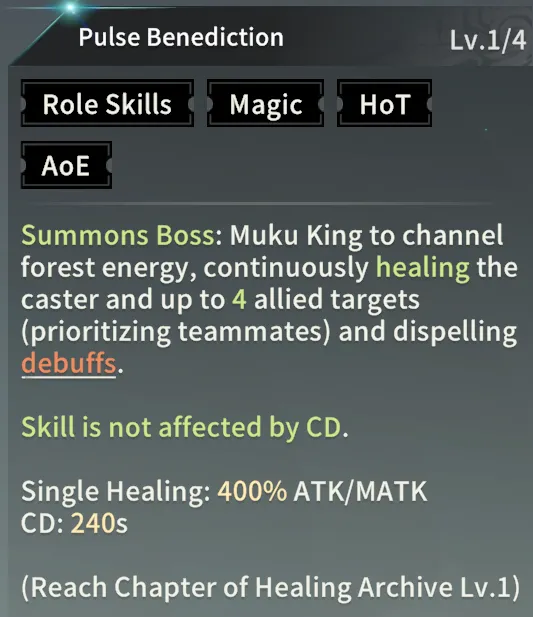 Pulse Benediction
Lv.1/4
Role Skills
Magic
HoT
AoE
Summons Boss: Muku King to channel
forest energy, continuously healing the
caster and up to 4 allied targets
(prioritizing teammates) and dispelling
debuffs.
Skill is not affected by CD.
Single Healing: 400% ATK/MATK
CD: 240s
(Reach Chapter of Healing Archive Lv.1)